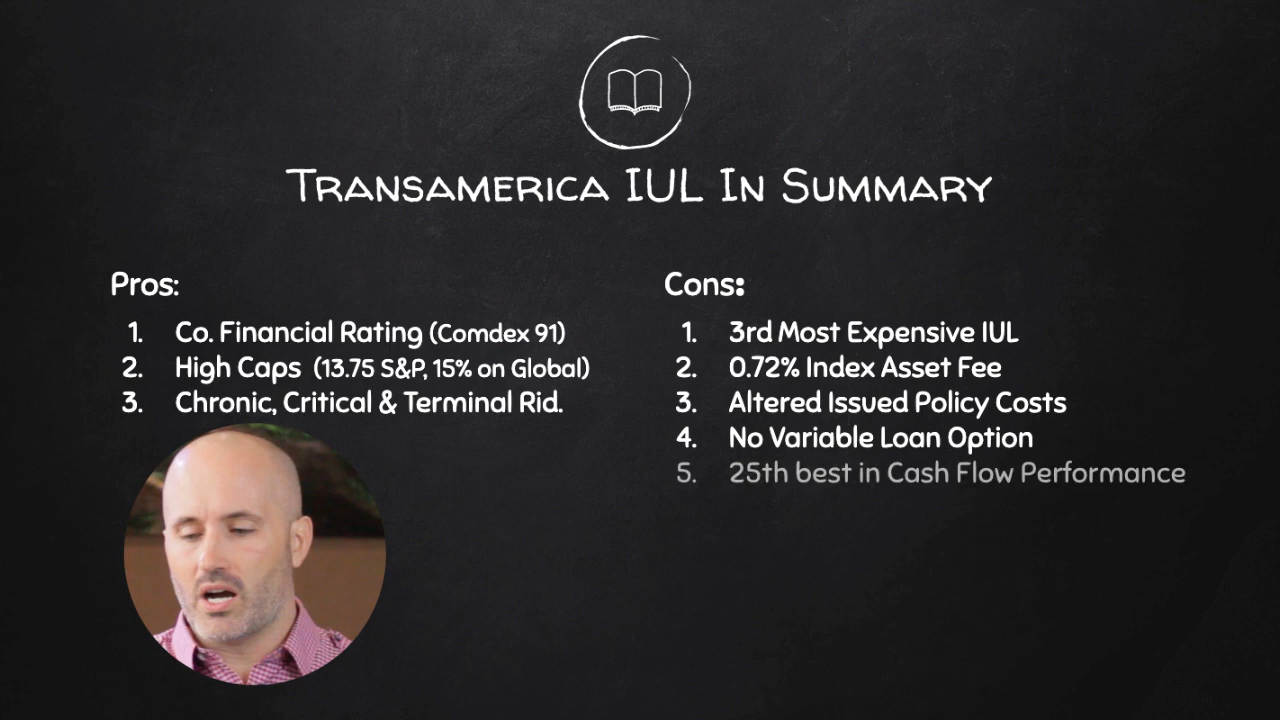 Transamerica IUL In Summary
Pros:
1. Co. Financial Rating (Comdex 91)
2. High Caps (13.75 S&P, 15% on Global)
3. Chronic, Critical & Terminal Rid.
Cons:
1. 3rd Most Expensive IUL
2. 0.72% Index Asset Fee
3. Altered Issued Policy Costs
4. No Variable Loan Option
5. 25th best in Cash Flow Performance